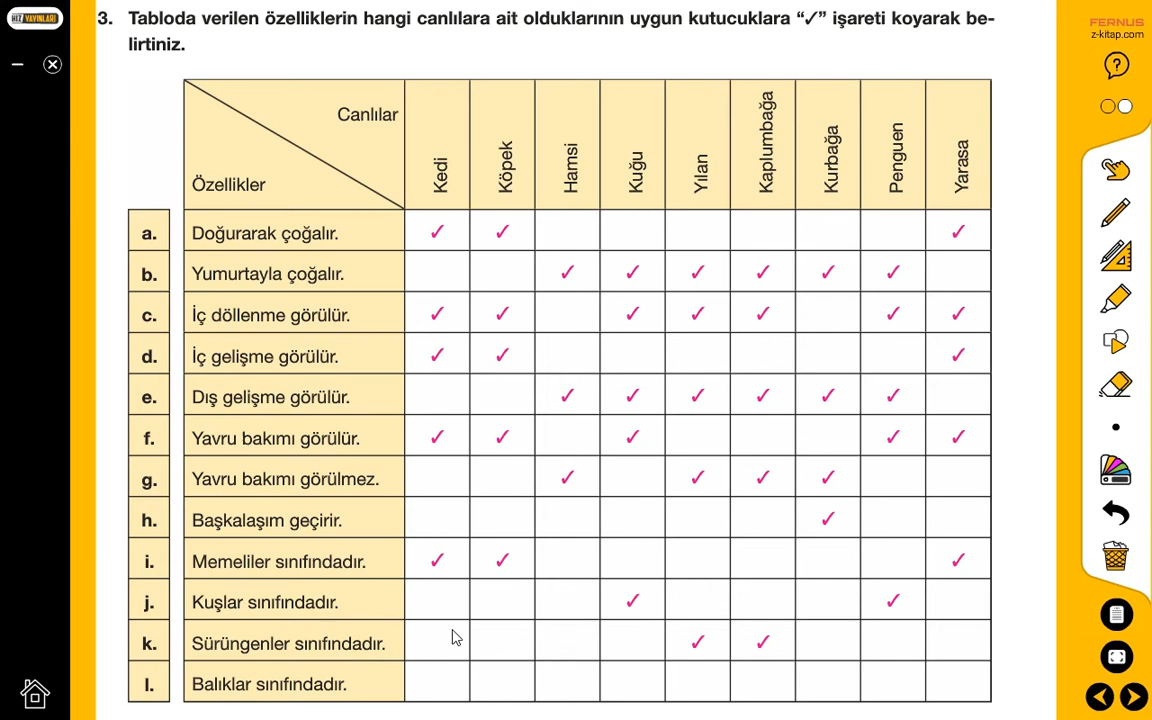 HIZ YAYINLARI
FERNUS
z-kitap.com
3. Tabloda verilen özelliklerin hangi canlılara ait olduklarının uygun kutucuklara “✓” işareti koyarak be-
lirtiniz.
Canlılar
Özellikler
Kedi
Köpek
Hamsi
Kuğu
Yılan
Kaplumbağa
Kurbağa
Penguen
Yarasa
a. Doğurarak çoğalır. ✓ ✓ ✓
b. Yumurtayla çoğalır. ✓ ✓ ✓ ✓ ✓ ✓
c. İç döllenme görülür. ✓ ✓ ✓ ✓ ✓ ✓ ✓
d. İç gelişme görülür. ✓ ✓ ✓
e. Dış gelişme görülür. ✓ ✓ ✓ ✓ ✓ ✓
f. Yavru bakımı görülür. ✓ ✓ ✓ ✓ ✓
g. Yavru bakımı görülmez. ✓ ✓ ✓ ✓
h. Başkalaşım geçirir. ✓
i. Memeliler sınıfındadır. ✓ ✓ ✓
j. Kuşlar sınıfındadır. ✓ ✓
k. Sürüngenler sınıfındadır. ✓ ✓
l. Balıklar sınıfındadır.